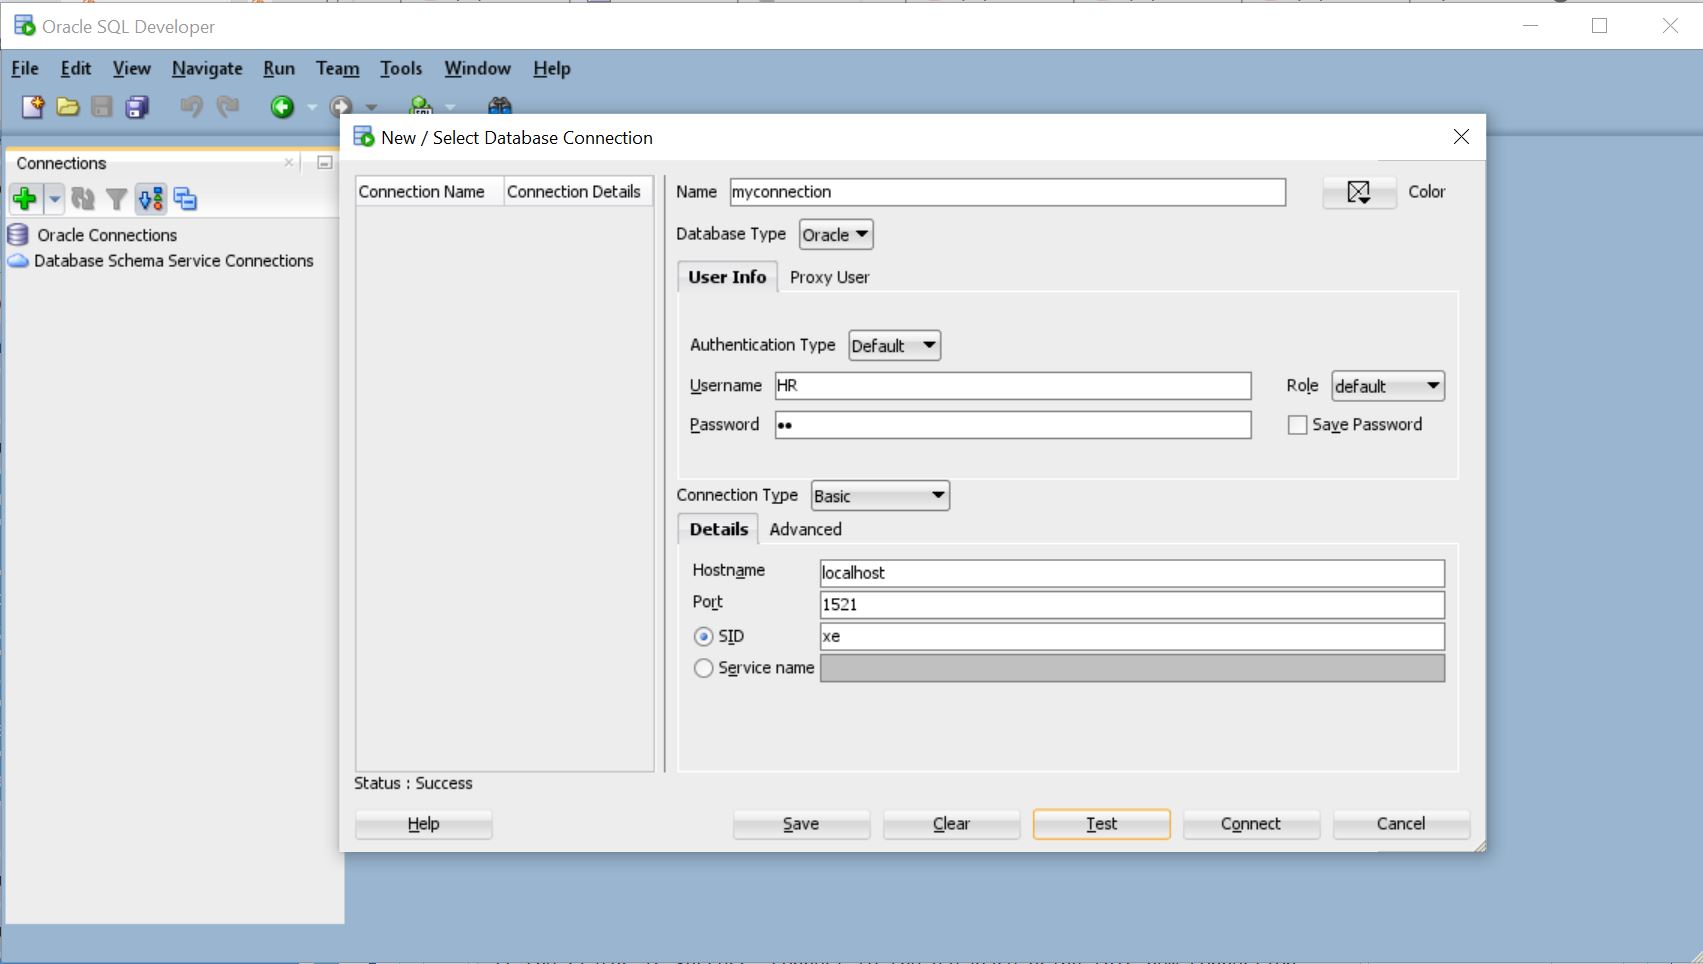 Oracle SQL Developer
File Edit View Navigate Run Team Tools Window Help
Connections
Oracle Connections
Database Schema Service Connections
New / Select Database Connection
Connection Name Connection Details
Name myconnection Color
Database Type Oracle
User Info Proxy User
Authentication Type Default
Username HR Role default
Password •• Save Password
Connection Type Basic
Details Advanced
Hostname localhost
Port 1521
SID xe
Service name
Status : Success
Help Save Clear Test Connect Cancel